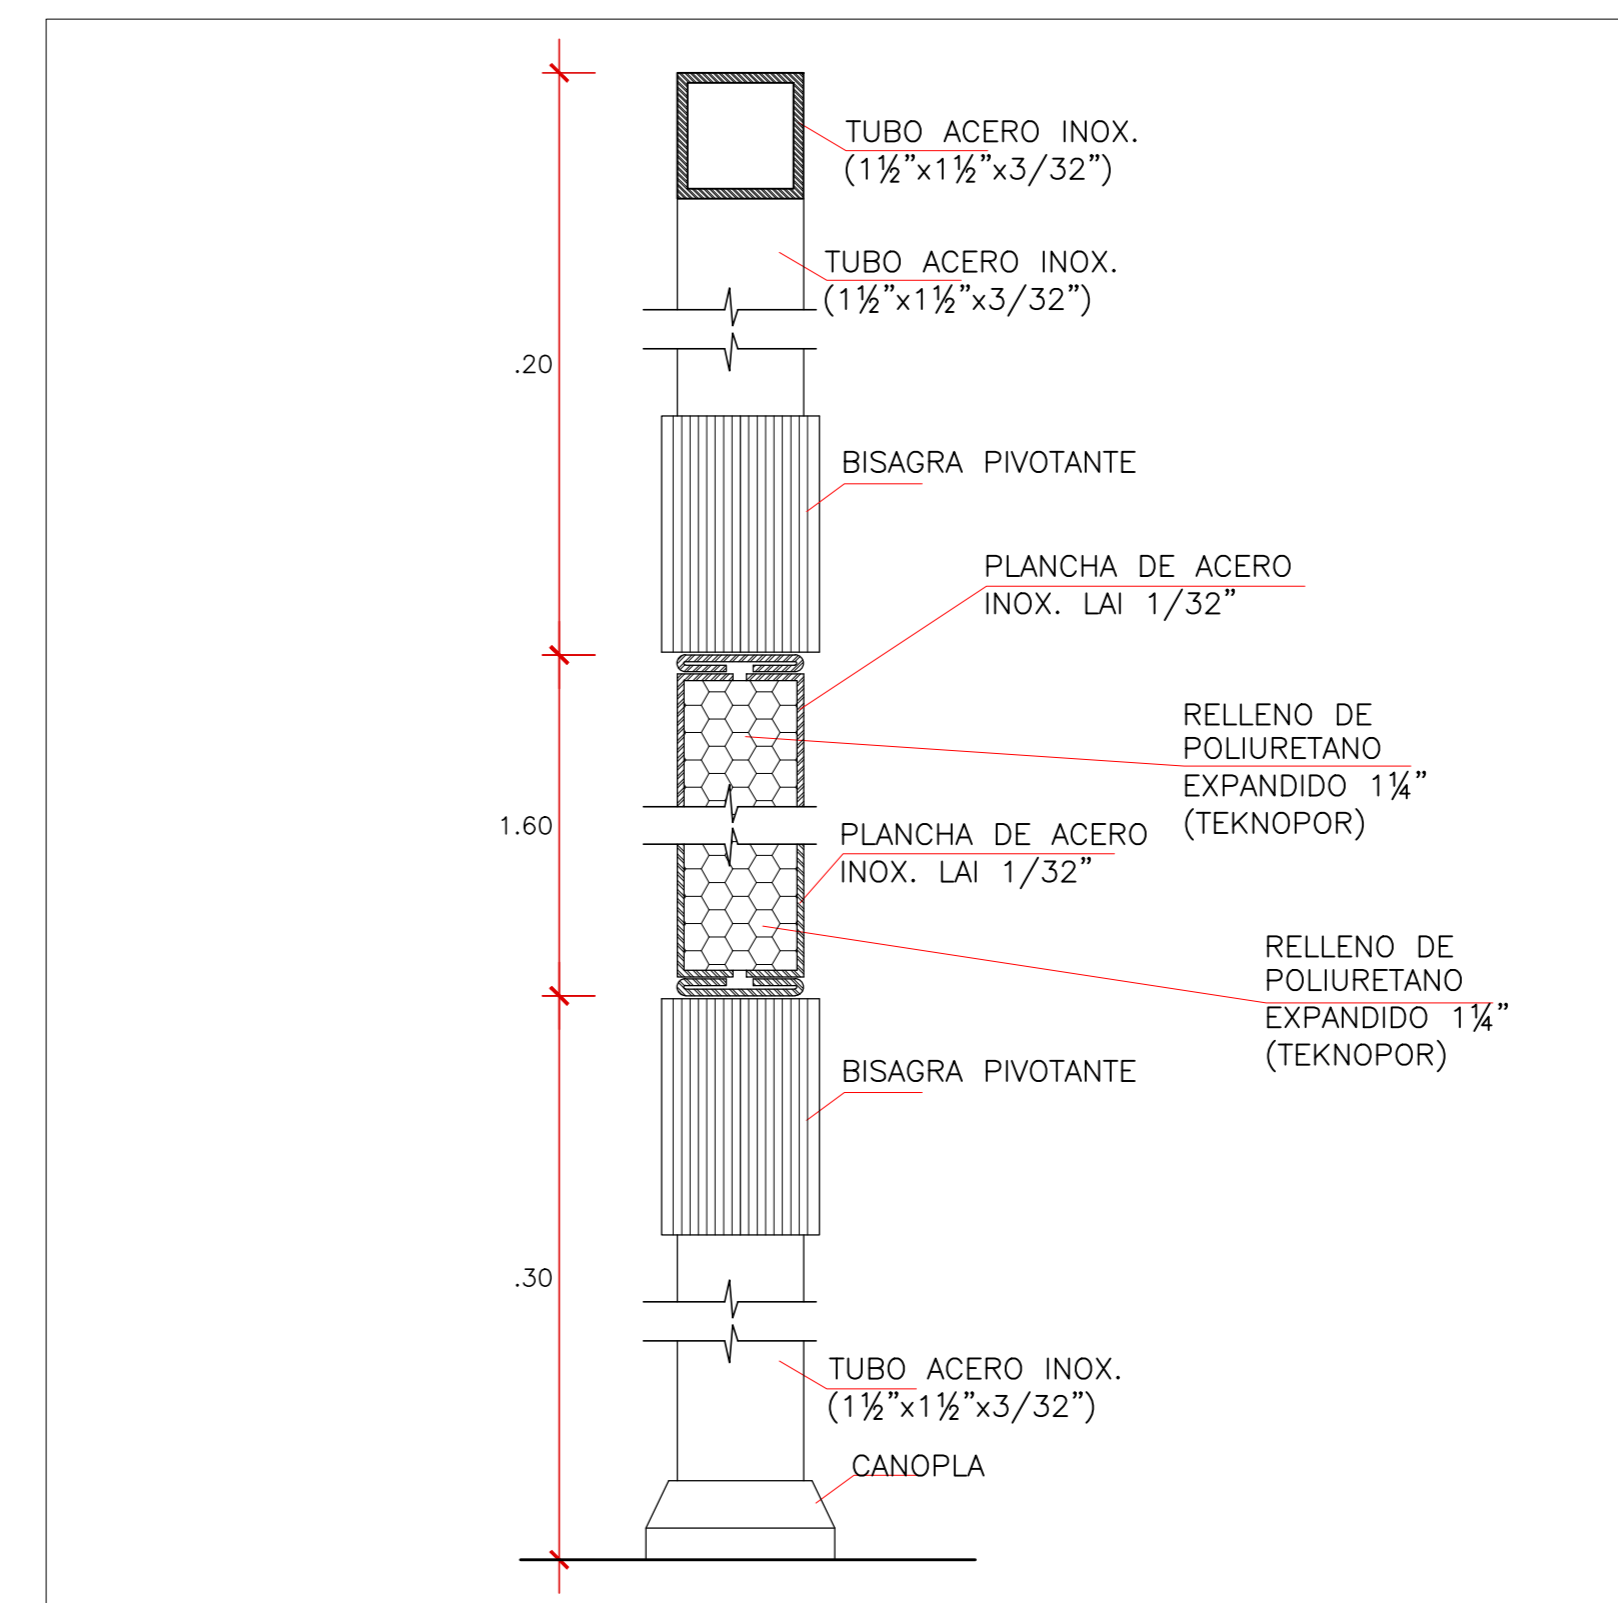 TUBO ACERO INOX.
(1½”x1½”x3/32”)
TUBO ACERO INOX.
(1½”x1½”x3/32”)
.20
BISAGRA PIVOTANTE
PLANCHA DE ACERO
INOX. LAI 1/32”
RELLENO DE
POLIURETANO
EXPANDIDO 1¼”
(TEKNOPOR)
1.60
PLANCHA DE ACERO
INOX. LAI 1/32”
RELLENO DE
POLIURETANO
EXPANDIDO 1¼”
(TEKNOPOR)
BISAGRA PIVOTANTE
.30
TUBO ACERO INOX.
(1½”x1½”x3/32”)
CANOPLA